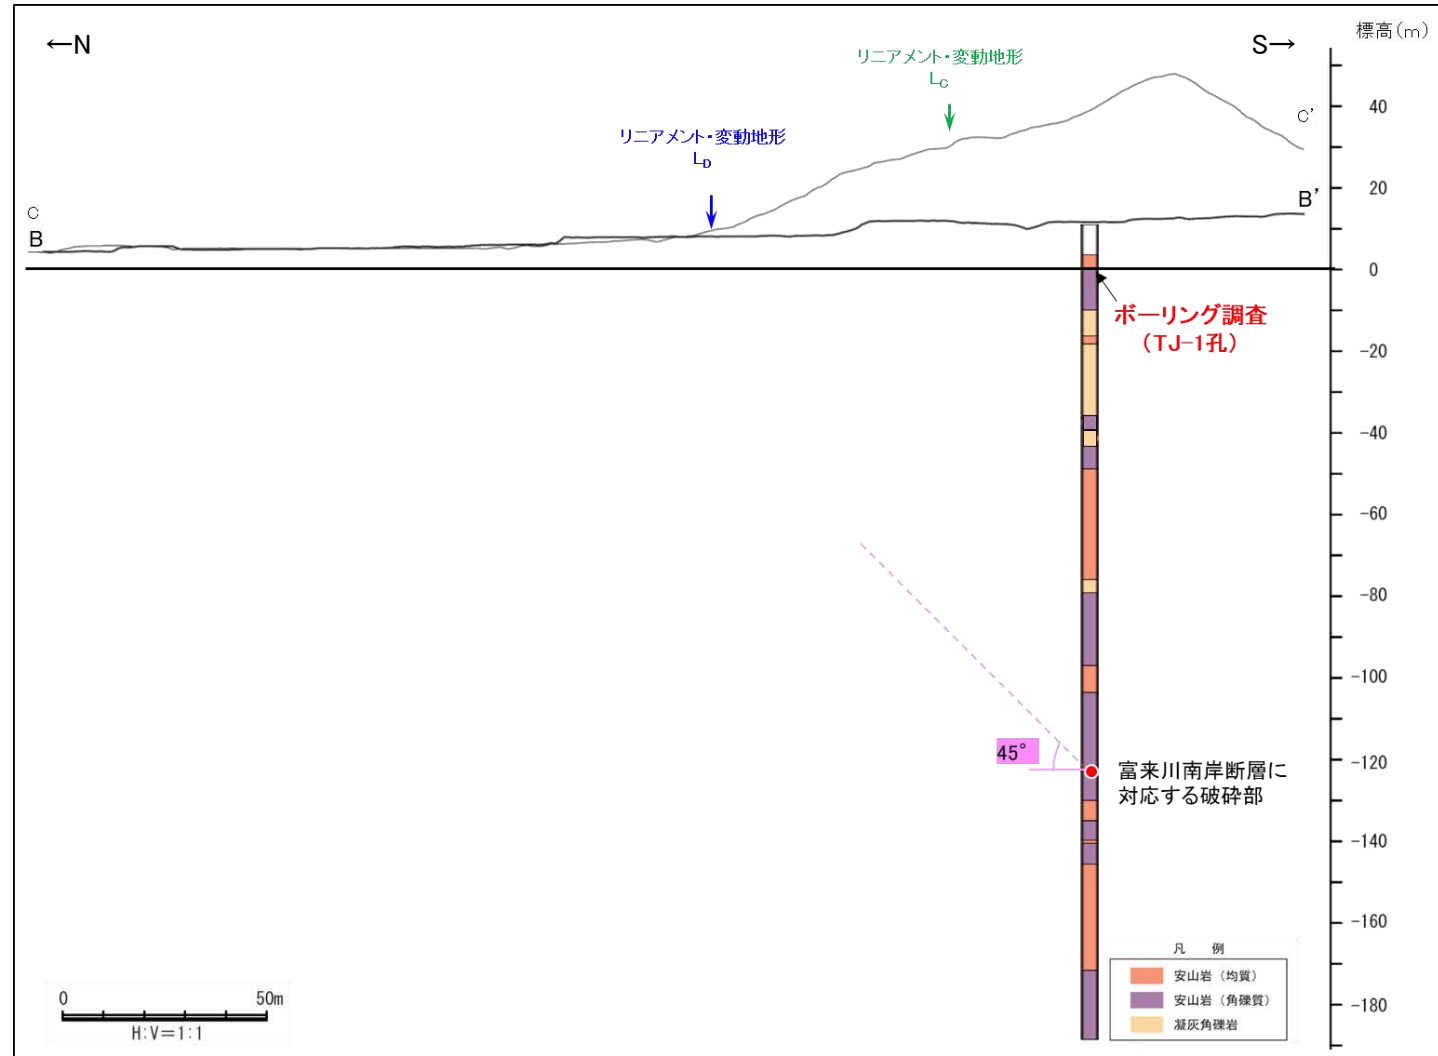 ←N
S→
標高(m)
リニアメント・変動地形
LC
リニアメント・変動地形
LD
C
B
C'
B'
40
20
0
-20
-40
-60
-80
-100
-120
-140
-160
-180
ボーリング調査
(TJ-1孔)
45°
富来川南岸断層に
対応する破砕部
凡 例
安山岩(均質)
安山岩(角礫質)
凝灰角礫岩
0 50m
H:V=1:1